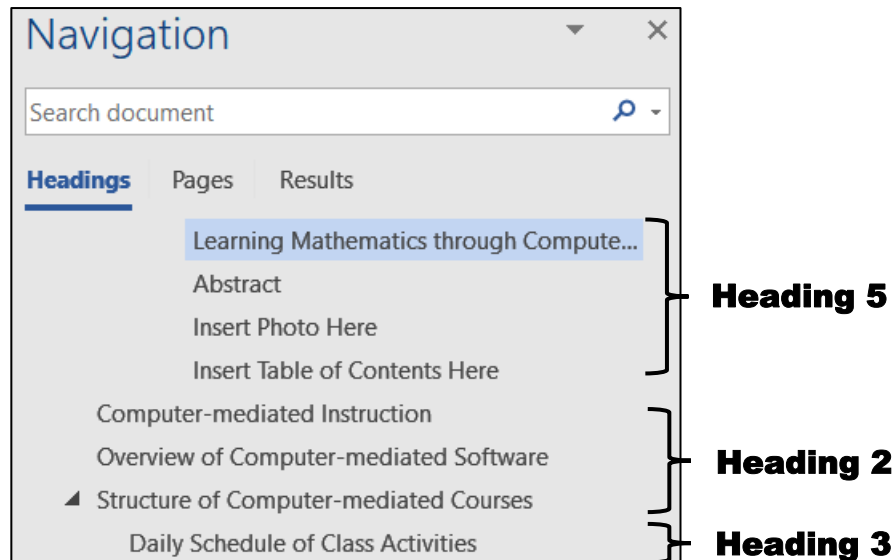 Navigation
Search document
Headings Pages Results
Learning Mathematics through Compute...
Abstract
Insert Photo Here
Insert Table of Contents Here
Heading 5
Computer-mediated Instruction
Overview of Computer-mediated Software
Structure of Computer-mediated Courses
Heading 2
Daily Schedule of Class Activities
Heading 3